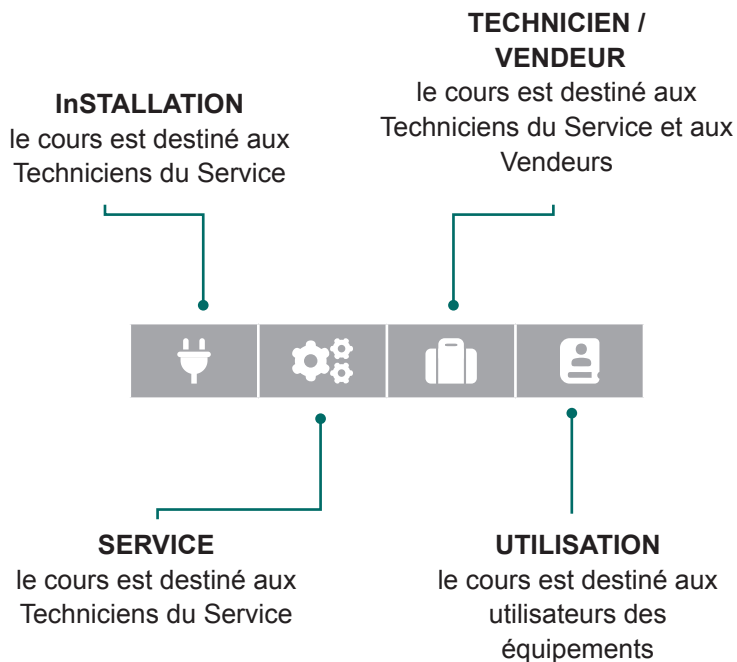 TECHNICIEN /
VENDEUR
le cours est destiné aux
Techniciens du Service et aux
Vendeurs
InSTALLATION
le cours est destiné aux
Techniciens du Service
SERVICE
le cours est destiné aux
Techniciens du Service
UTILISATION
le cours est destiné aux
utilisateurs des
équipements